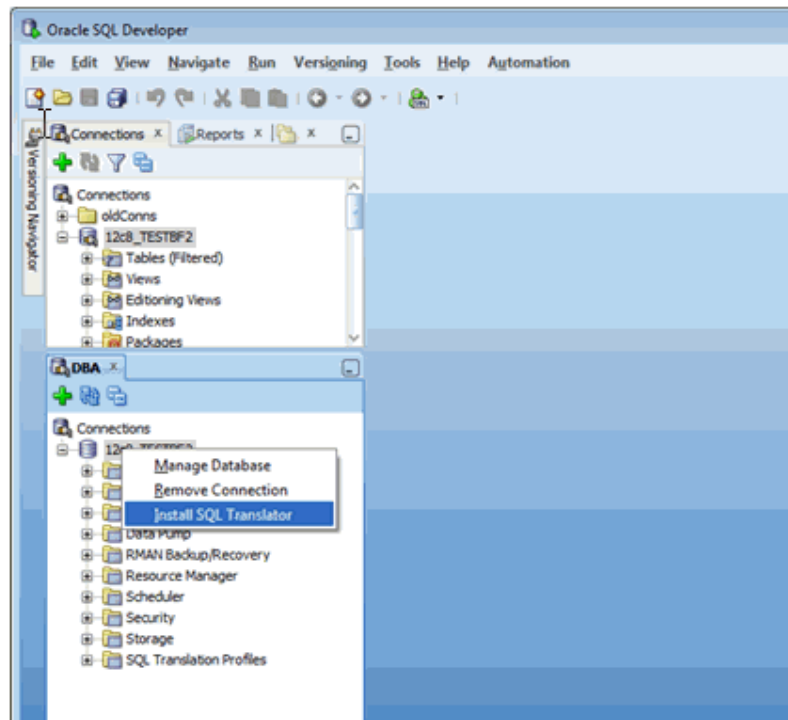 Oracle SQL Developer
File Edit View Navigate Run Versioning Tools Help Automation
Connections x Reports x x
Versioning Navigator
Connections
oldConns
12c8_TESTBF2
Tables (Filtered)
Views
Editioning Views
Indexes
Packages
DBA x
Connections
Manage Database
Remove Connection
Install SQL Translator
Data Pump
RMAN Backup/Recovery
Resource Manager
Scheduler
Security
Storage
SQL Translation Profiles